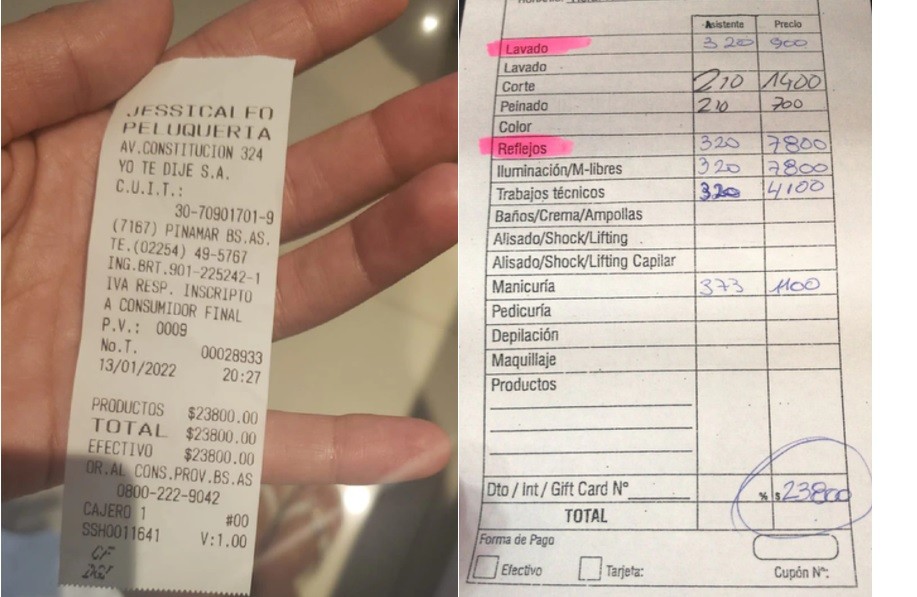 JESSICALFO
PELUQUERIA
AV.CONSTITUCION 324
YO TE DIJE S.A.
C.U.I.T.:
30-70901701-9
(7167) PINAMAR BS.AS.
TE.(02254) 49-5767
ING.BRT.901-225242-1
IVA RESP. INSCRIPTO
A CONSUMIDOR FINAL
P.V.: 0009
No.T. 00028933
13/01/2022 20:27
PRODUCTOS $23800.00
TOTAL $23800.00
EFECTIVO $23800.00
OR.AL CONS.PROV.BS.AS
0800-222-9042
CAJERO 1 #00
SSH0011641 V:1.00
CF
DGI
Asistente Precio
Lavado 320 900
Lavado
Corte 210 1400
Peinado 210 700
Color
Reflejos 320 7800
Iluminación/M-libres 320 7800
Trabajos técnicos 320 4100
Baños/Crema/Ampollas
Alisado/Shock/Lifting
Alisado/Shock/Lifting Capilar
Manicuría 373 1100
Pedicuría
Depilación
Maquillaje
Productos
Dto / Int / Gift Card N° % $ 23800
TOTAL
Forma de Pago
Efectivo Tarjeta: Cupón N°: